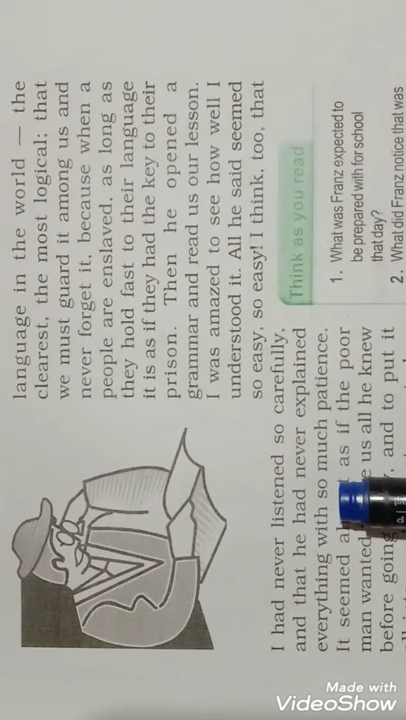 language in the world — the
clearest, the most logical; that
we must guard it among us and
never forget it, because when a
people are enslaved, as long as
they hold fast to their language
it is as if they had the key to their
prison. Then he opened a
grammar and read us our lesson.
I was amazed to see how well I
understood it. All he said seemed
so easy, so easy! I think, too, that
I had never listened so carefully,
and that he had never explained
everything with so much patience.
It seemed as if the poor
man wanted us all he knew
before going and to put it
Think as you read
1. What was Franz expected to
be prepared with for school
that day?
2. What did Franz notice that was
Made with
VideoShow